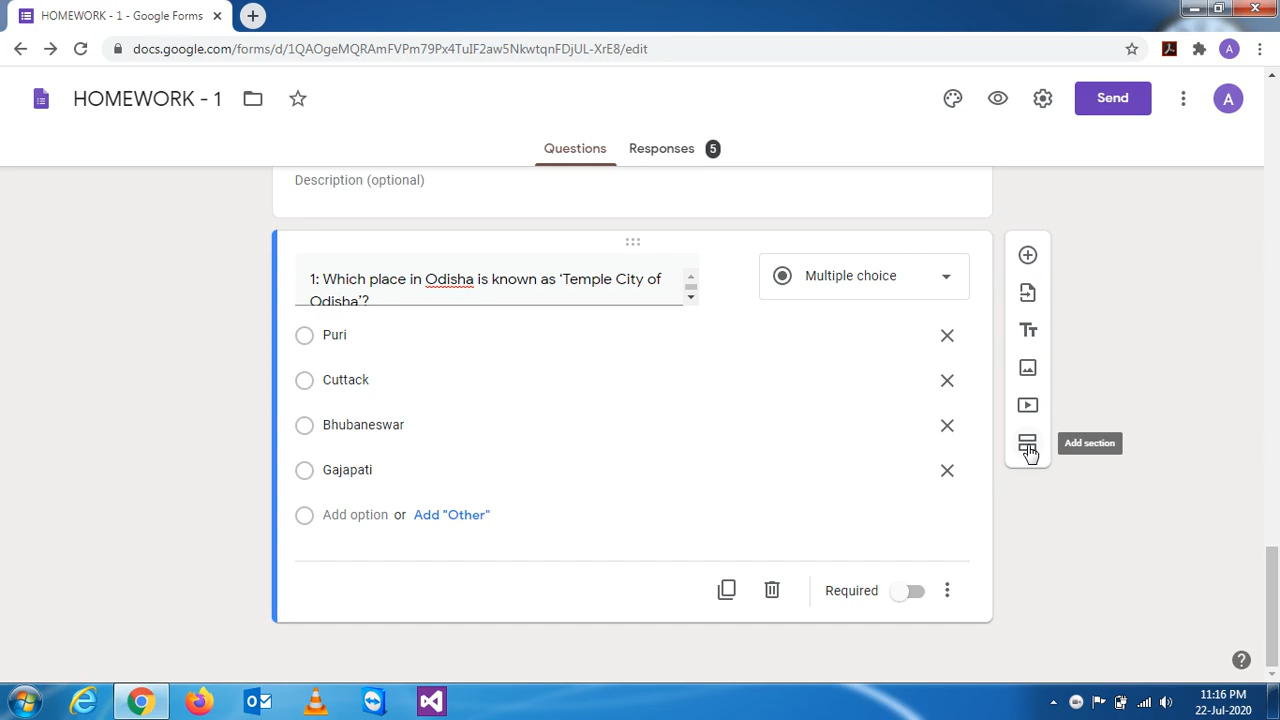 HOMEWORK - 1 - Google Forms
docs.google.com/forms/d/1QAOgeMQRAmFVPm79Px4TuIF2aw5NkwtqnFDjUL-XrE8/edit
A
HOMEWORK - 1
Send
A
Questions
Responses 5
Description (optional)
1: Which place in Odisha is known as ‘Temple City of
Odisha’?
Multiple choice
Puri
Cuttack
Bhubaneswar
Add section
Gajapati
Add option or Add "Other"
Required
11:16 PM
22-Jul-2020